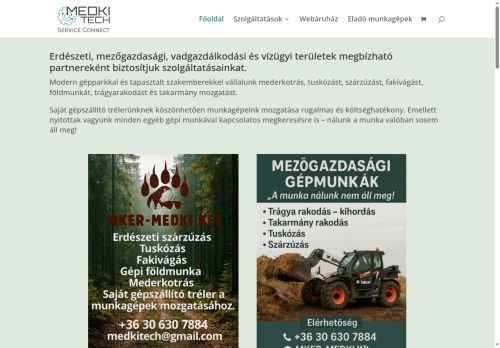 MEDKI
TECH
SERVICE CONNECT
Főoldal Szolgáltatások Webáruház Eladó munkagépek
Erdészeti, mezőgazdasági, vadgazdálkodási és vízügyi területek megbízható
partnereként biztosítjuk szolgáltatásainkat.
Modern gépparkkal és tapasztalt szakemberekkel vállalunk mederkotrás, tuskózást, szárzúzást, fakivágást,
földmunkát, trágyarakodást és takarmány mozgatást.
Saját gépszállító trélerünknek köszönhetően munkagépeink mozgatása rugalmas és költséghatékony. Emellett
nyitottak vagyunk minden egyéb gépi munkával kapcsolatos megkeresésre is – nálunk a munka valóban sosem
áll meg!
MKER-MEDKI Kft
Erdészeti szárzúzás
Tuskózás
Fakivágás
Gépi földmunka
Mederkotrás
Saját gépszállító tréler a
munkagépek mozgatásához.
+36 30 630 7884
medkitech@gmail.com
MEZŐGAZDASÁGI
GÉPMUNKÁK
„A munka nálunk nem áll meg!
• Trágya rakodás – kihordás
• Takarmány rakodás
• Tuskózás
• Szárzúzás
Elérhetőség
+36 30 630 7884
MKER-MEDKI Kft